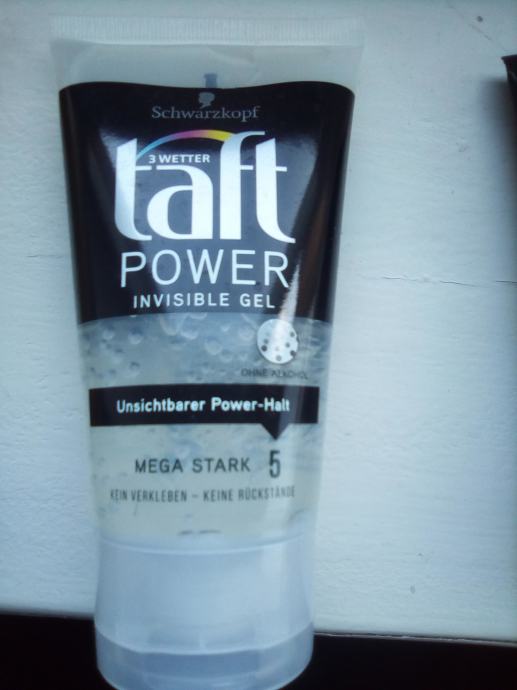 Schwarzkopf
3 WETTER
taft
POWER
INVISIBLE GEL
OHNE ALKOHOL
Unsichtbarer Power-Halt
MEGA STARK 5
KEIN VERKLEBEN – KEINE RÜCKSTÄNDE